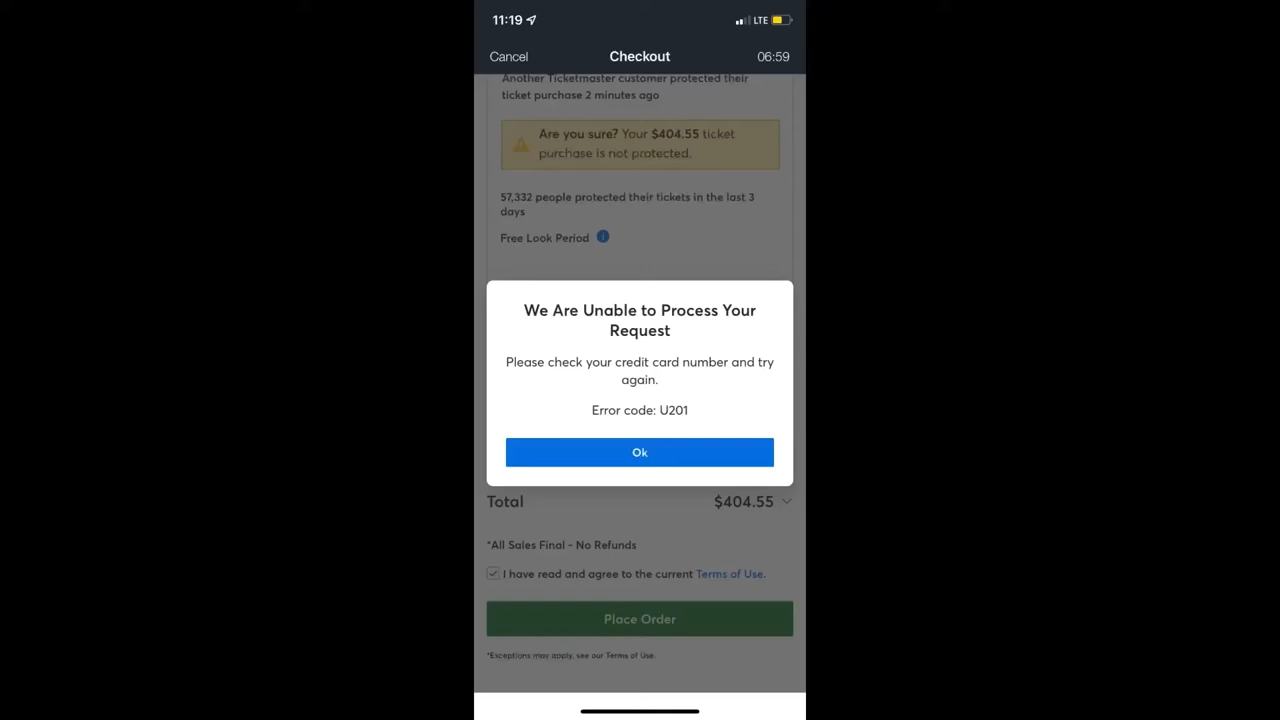 11:19
LTE
Cancel
Checkout
06:59
Another Ticketmaster customer protected their
ticket purchase 2 minutes ago
Are you sure? Your $404.55 ticket
purchase is not protected.
57,332 people protected their tickets in the last 3
days
Free Look Period
We Are Unable to Process Your
Request
Please check your credit card number and try
again.
Error code: U201
Ok
Total
$404.55
*All Sales Final - No Refunds
I have read and agree to the current Terms of Use.
Place Order
*Exceptions may apply, see our Terms of Use.